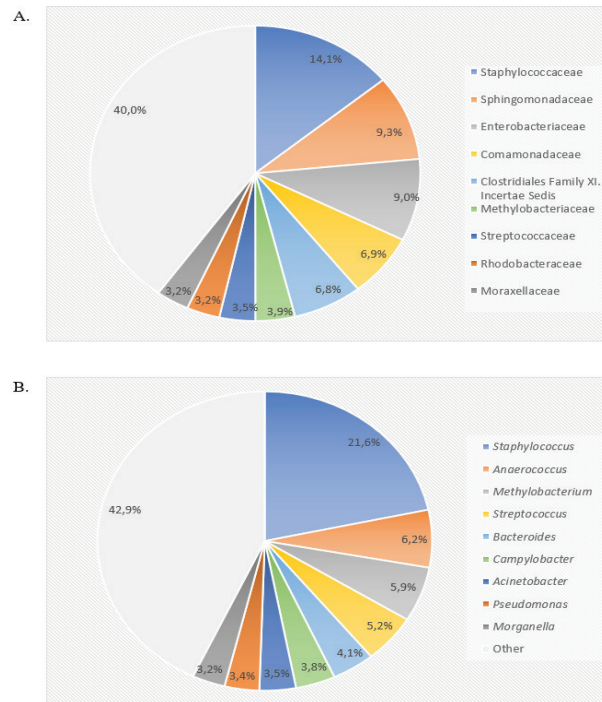 A.
14,1%
9,3%
9,0%
6,9%
6,8%
3,9%
3,5%
3,2%
3,2%
40,0%
Staphylococcaceae
Sphingomonadaceae
Enterobacteriaceae
Comamonadaceae
Clostridiales Family XI.
Incertae Sedis
Methylobacteriaceae
Streptococcaceae
Rhodobacteraceae
Moraxellaceae
B.
21,6%
6,2%
5,9%
5,2%
4,1%
3,8%
3,5%
3,4%
3,2%
42,9%
Staphylococcus
Anaerococcus
Methylobacterium
Streptococcus
Bacteroides
Campylobacter
Acinetobacter
Pseudomonas
Morganella
Other